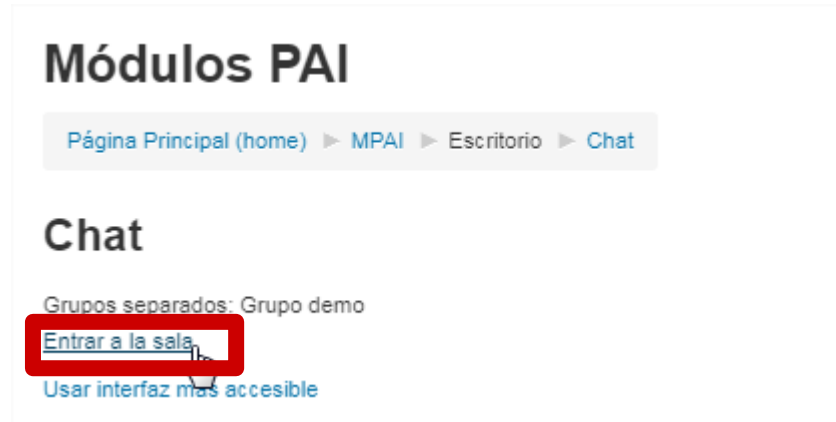 Módulos PAI
Página Principal (home) ► MPAI ► Escritorio ► Chat
Chat
Grupos separados: Grupo demo
Entrar a la sala
Usar interfaz más accesible